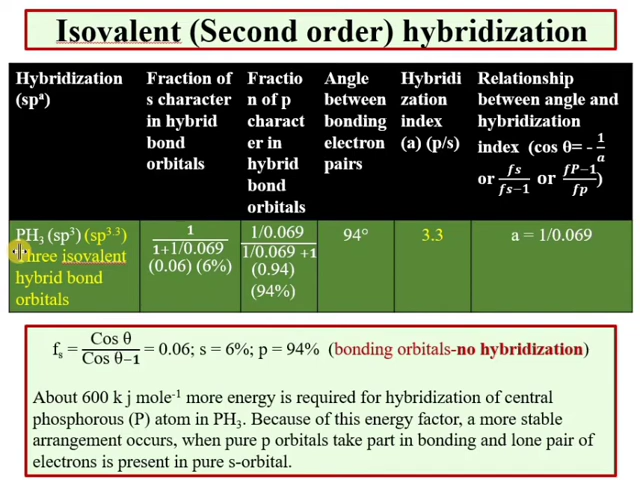 Isovalent (Second order) hybridization
Hybridization (spᵃ)
Fraction of s character in hybrid bond orbitals
Fractio n of p charact er in hybrid bond orbitals
Angle between bonding electron pairs
Hybridi zation index (a) (p/s)
Relationship between angle and hybridization index (cos θ= - 1/a or fs/fs−1 or fP−1/fp)
PH₃ (sp³) (sp³·³) Three isovalent hybrid bond orbitals
1/1+1/0.069 (0.06) (6%)
1/0.069/1/0.069 +1 (0.94) (94%)
94°
3.3
a = 1/0.069
fₛ = Cos θ/Cos θ−1 = 0.06; s = 6%; p = 94% (bonding orbitals-no hybridization)
About 600 k j mole⁻¹ more energy is required for hybridization of central
phosphorous (P) atom in PH₃. Because of this energy factor, a more stable
arrangement occurs, when pure p orbitals take part in bonding and lone pair of
electrons is present in pure s-orbital.